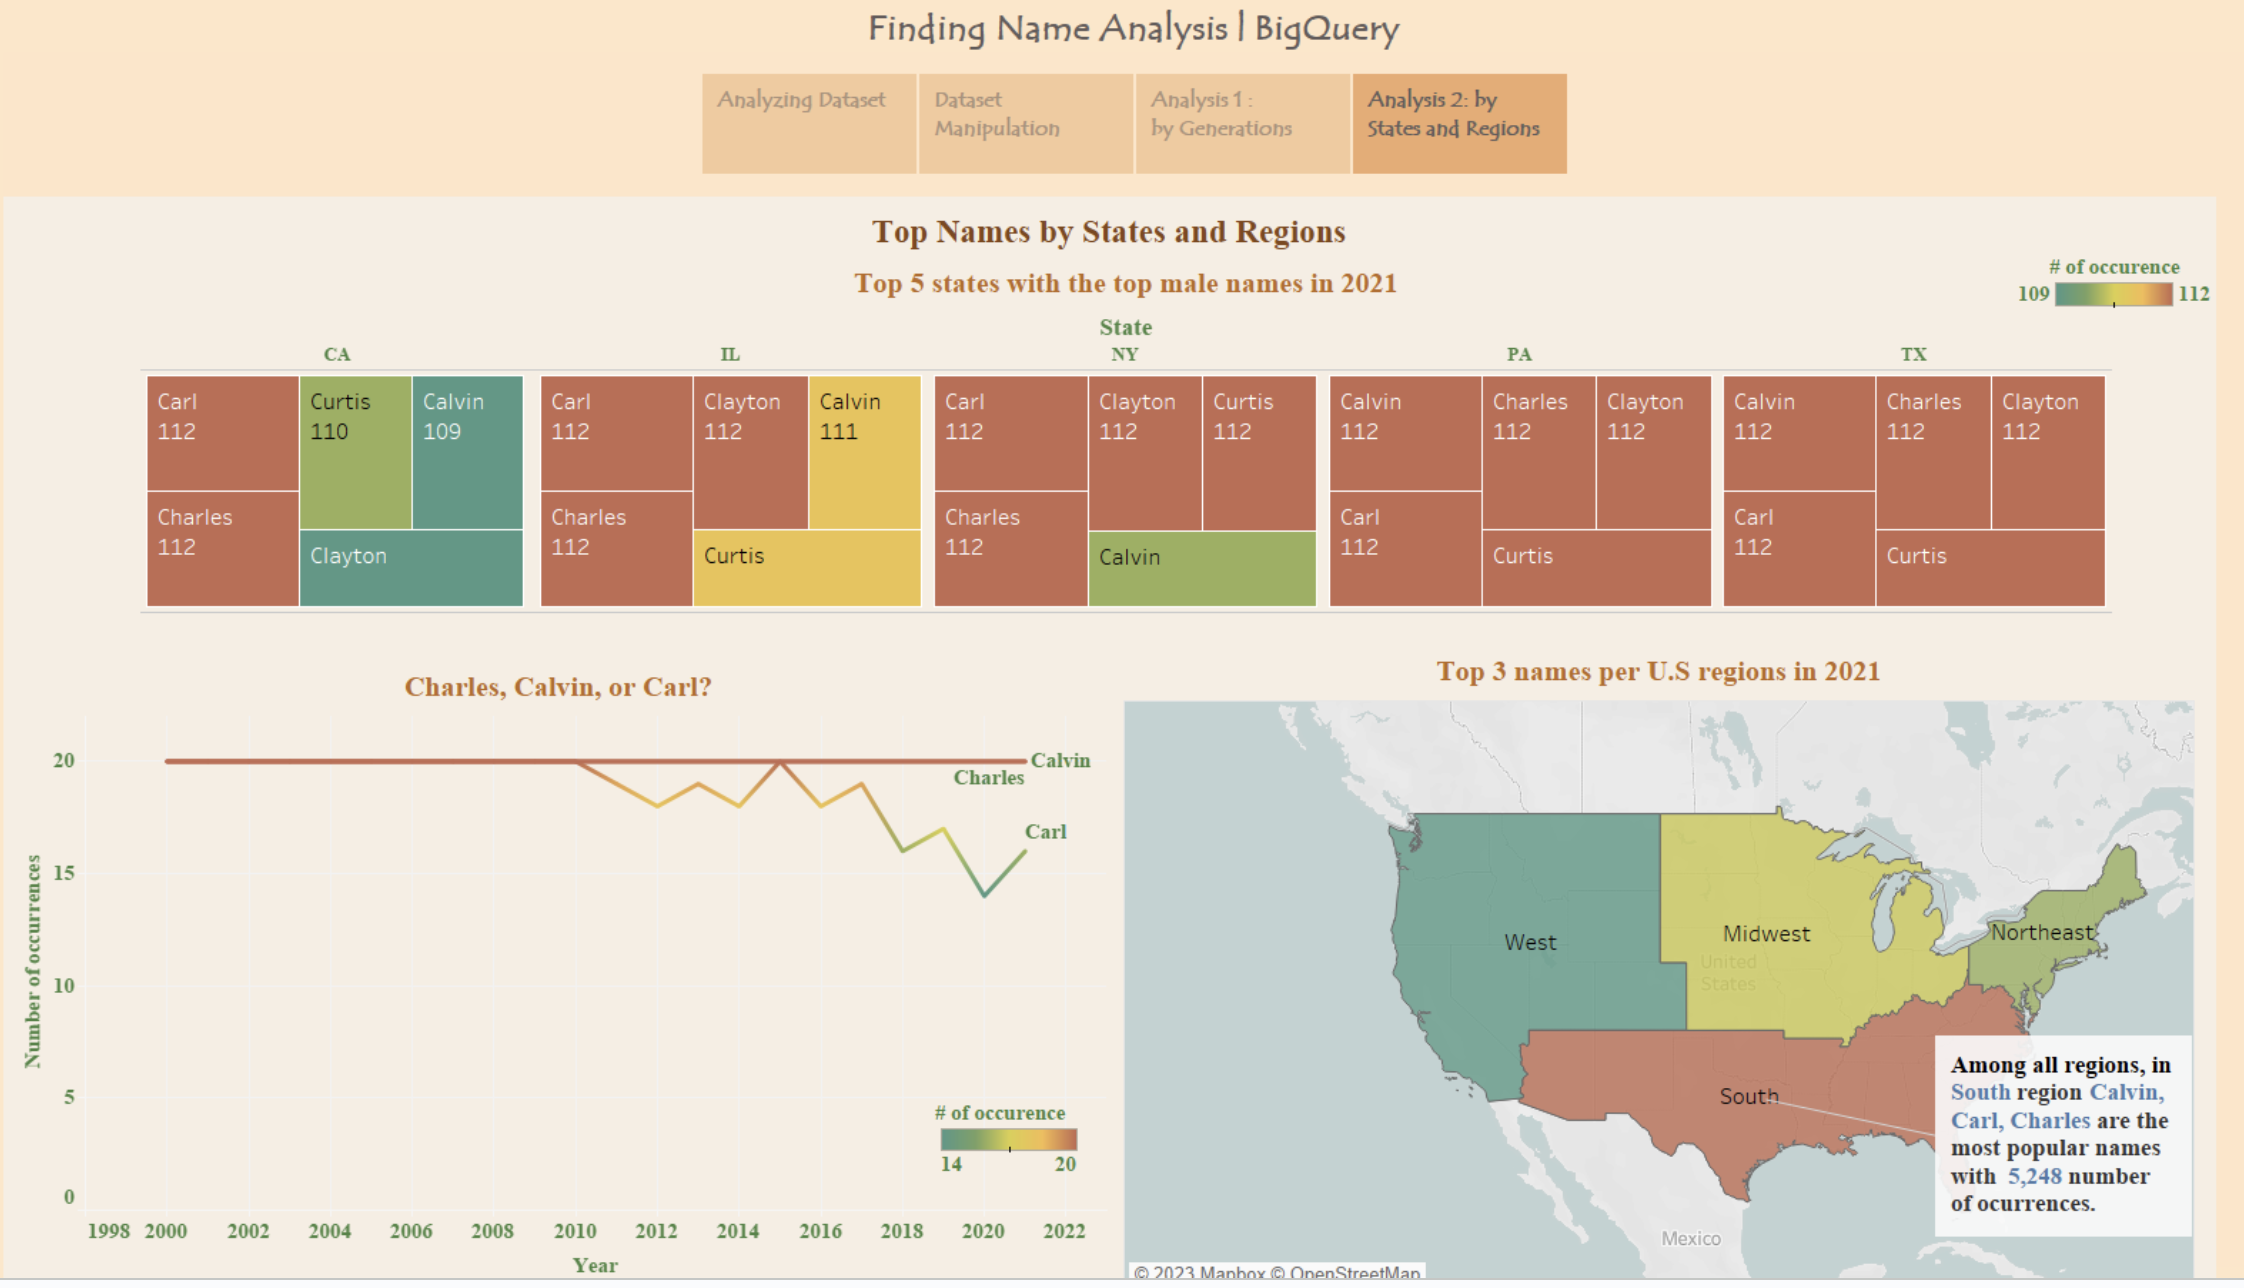 Finding Name Analysis | BigQuery
Analyzing Dataset
Dataset
Manipulation
Analysis 1 :
by Generations
Analysis 2: by
States and Regions
Top Names by States and Regions
Top 5 states with the top male names in 2021
# of occurence
109 112
State
CA IL NY PA TX
Carl
112
Curtis
110
Calvin
109
Charles
112
Clayton
Carl
112
Clayton
112
Calvin
111
Charles
112
Curtis
Carl
112
Clayton
112
Curtis
112
Charles
112
Calvin
Calvin
112
Charles
112
Clayton
112
Carl
112
Curtis
Calvin
112
Charles
112
Clayton
112
Carl
112
Curtis
Charles, Calvin, or Carl?
Number of occurrences
20
15
10
5
0
Calvin
Charles
Carl
# of occurence
14 20
1998 2000 2002 2004 2006 2008 2010 2012 2014 2016 2018 2020 2022
Year
Top 3 names per U.S regions in 2021
West
Midwest
Northeast
United
States
South
Mexico
Among all regions, in
South region Calvin,
Carl, Charles are the
most popular names
with 5,248 number
of ocurrences.
© 2023 Mapbox © OpenStreetMap